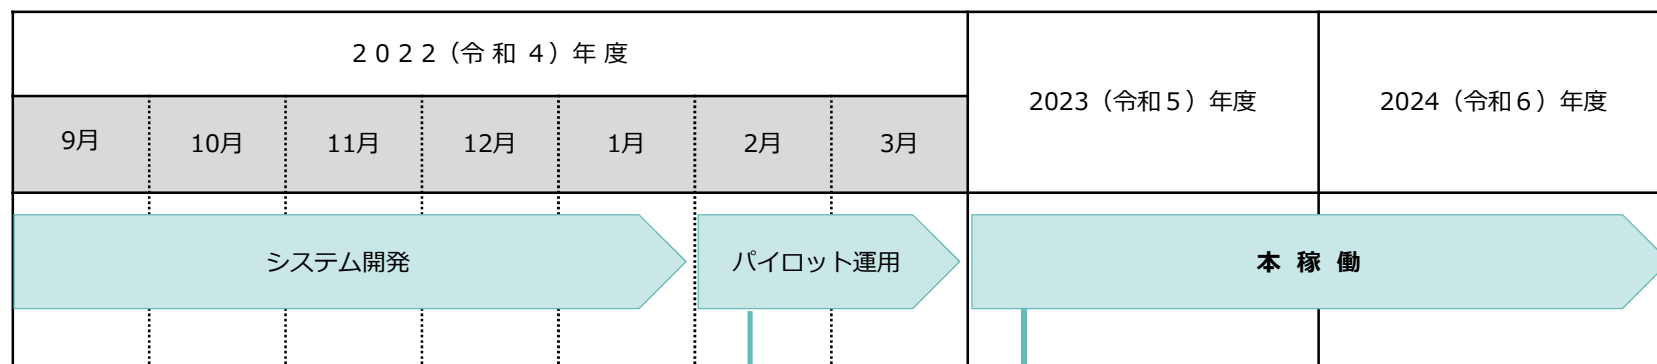 ２０２２（令和４）年度
2023（令和５）年度
2024（令和６）年度
9月
10月
11月
12月
1月
2月
3月
システム開発
パイロット運用
本稼働